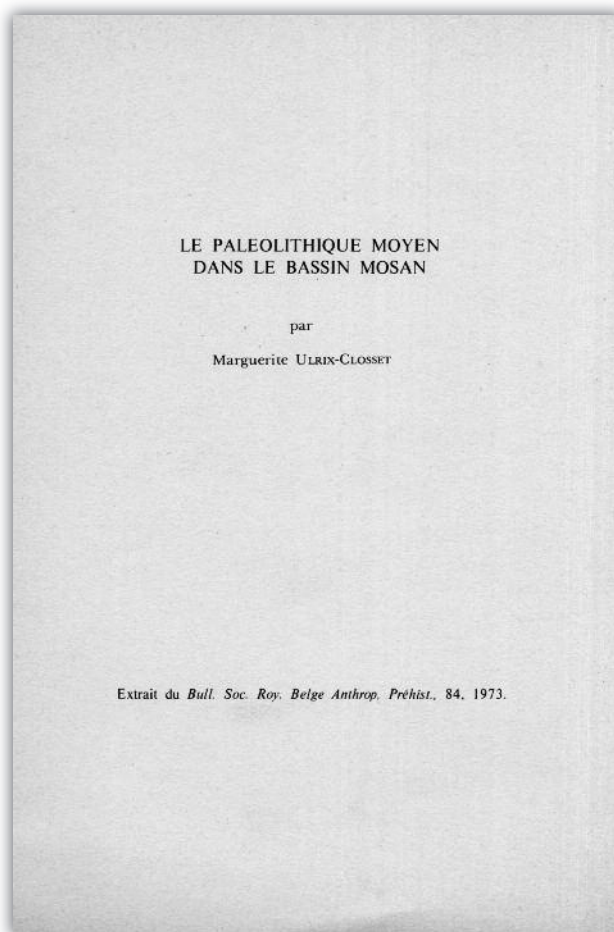 LE PALEOLITHIQUE MOYEN
DANS LE BASSIN MOSAN
par
Marguerite ULRIX-CLOSSET
Extrait du Bull. Soc. Roy. Belge Anthrop. Préhist., 84, 1973.